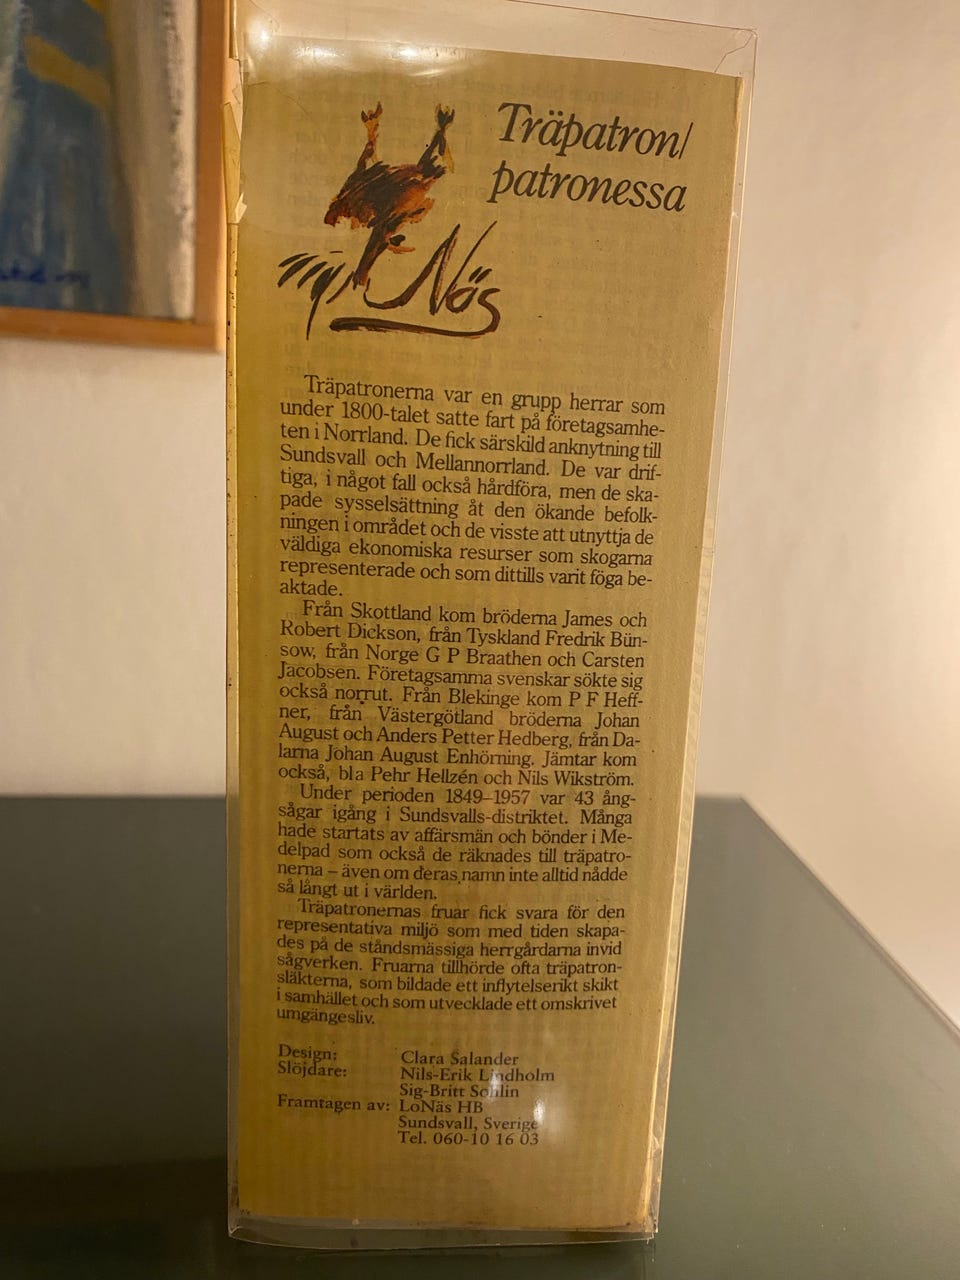 Träpatron/
patronessa
Näs
Träpatronerna var en grupp herrar som
under 1800-talet satte fart på företagsamhe-
ten i Norrland. De fick särskild anknytning till
Sundsvall och Mellannorrland. De var drif-
tiga, i något fall också hårdföra, men de ska-
pade sysselsättning åt den ökande befolk-
ningen i området och de visste att utnyttja de
väldiga ekonomiska resurser som skogarna
representerade och som dittills varit föga be-
aktade.
Från Skottland kom bröderna James och
Robert Dickson, från Tyskland Fredrik Bün-
sow, från Norge G P Braathen och Carsten
Jacobsen. Företagsamma svenskar sökte sig
också norrut. Från Blekinge kom P F Heff-
ner, från Västergötland bröderna Johan
August och Anders Petter Hedberg, från Da-
larna Johan August Enhörning. Jämtar kom
också, bl a Pehr Hellzén och Nils Wikström.
Under perioden 1849–1957 var 43 ång-
sågar igång i Sundsvalls-distriktet. Många
hade startats av affärsmän och bönder i Me-
delpad som också de räknades till träpatro-
nerna – även om deras namn inte alltid nådde
så långt ut i världen.
Träpatronernas fruar fick svara för den
representativa miljö som med tiden skapa-
des på de ståndsmässiga herrgårdarna invid
sågverken. Fruarna tillhörde ofta träpatron-
släkterna, som bildade ett inflytelserikt skikt
i samhället och som utvecklade ett omskrivet
umgängesliv.
Design: Clara Salander
Slöjdare: Nils-Erik Lindholm
Sig-Britt Sohlin
Framtagen av: LoNäs HB
Sundsvall, Sverige
Tel. 060-10 16 03